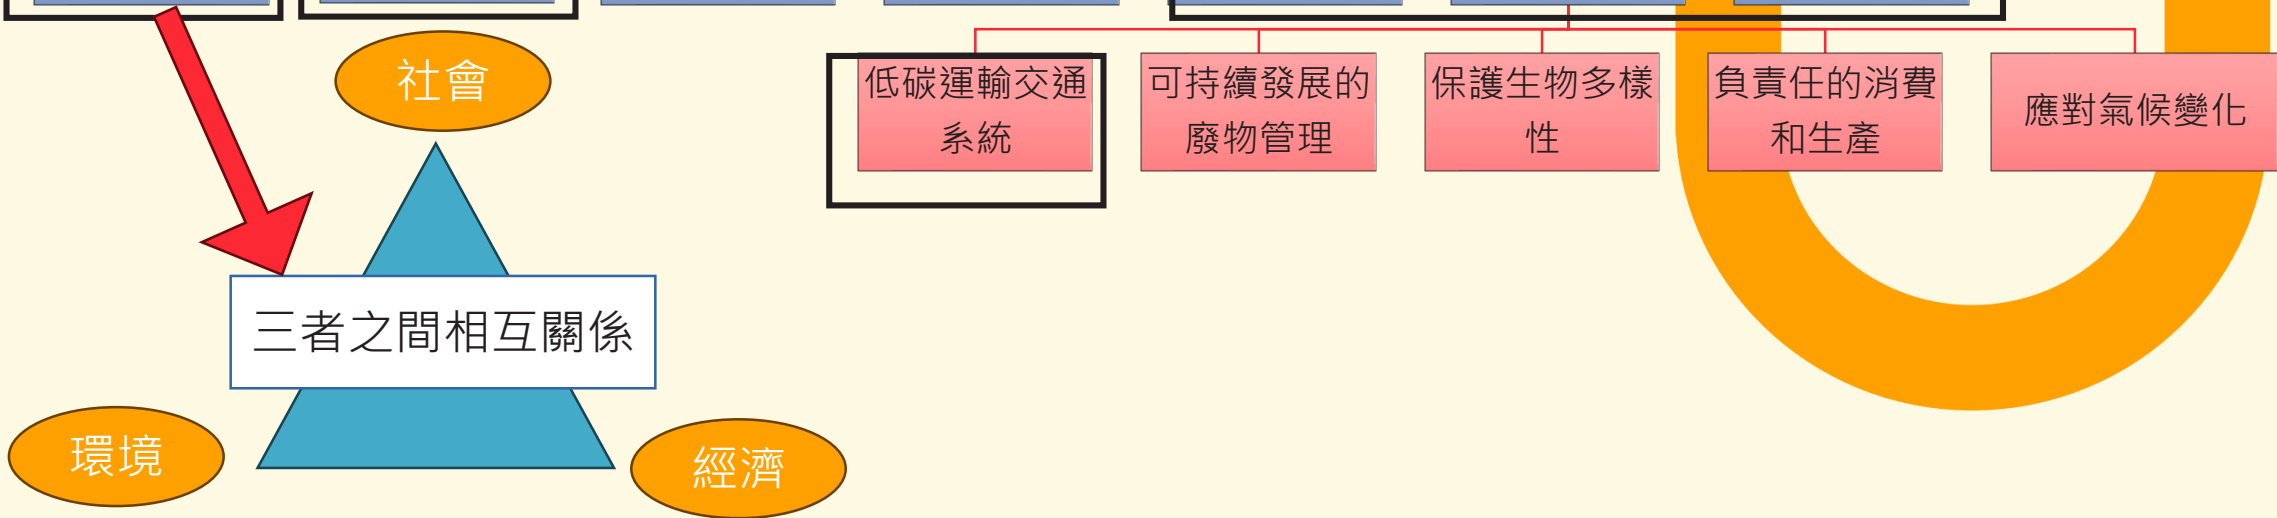 社會
低碳運輸交通
系統
可持續發展的
廢物管理
保護生物多樣
性
負責任的消費
和生產
應對氣候變化
三者之間相互關係
環境
經濟